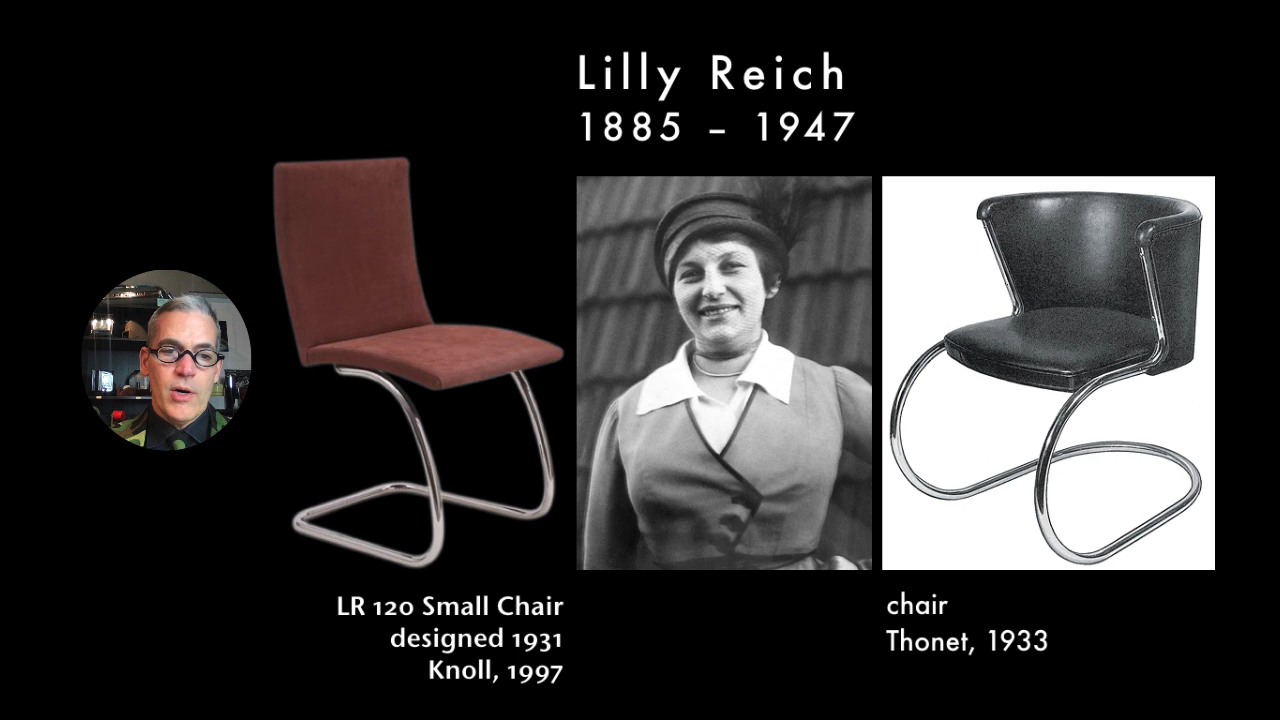 Lilly Reich
1885 – 1947
LR 120 Small Chair
designed 1931
Knoll, 1997
chair
Thonet, 1933